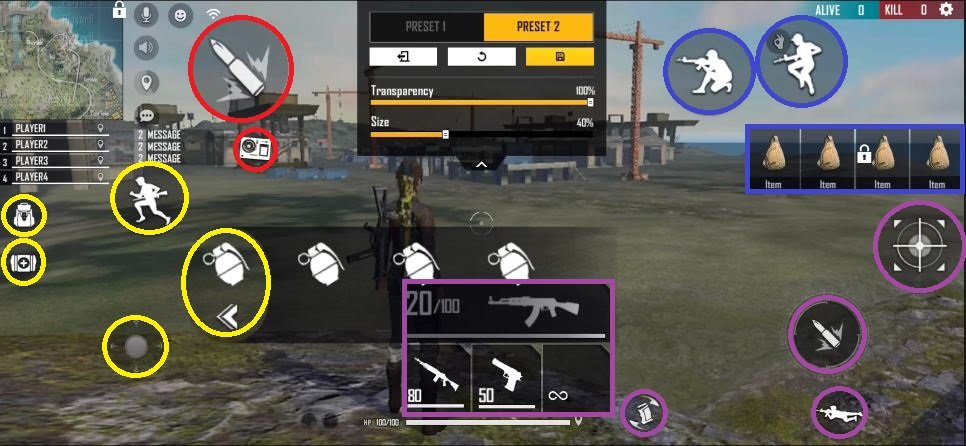 PRESET 1 PRESET 2
ALIVE 0 KILL 0
Transparency 100%
Size 40%
1 PLAYER1
2 PLAYER2
3 PLAYER3
4 PLAYER4
2 MESSAGE
2 MESSAGE
2 MESSAGE
Item Item Item Item
20/100
80 50 ∞
HP 100/100